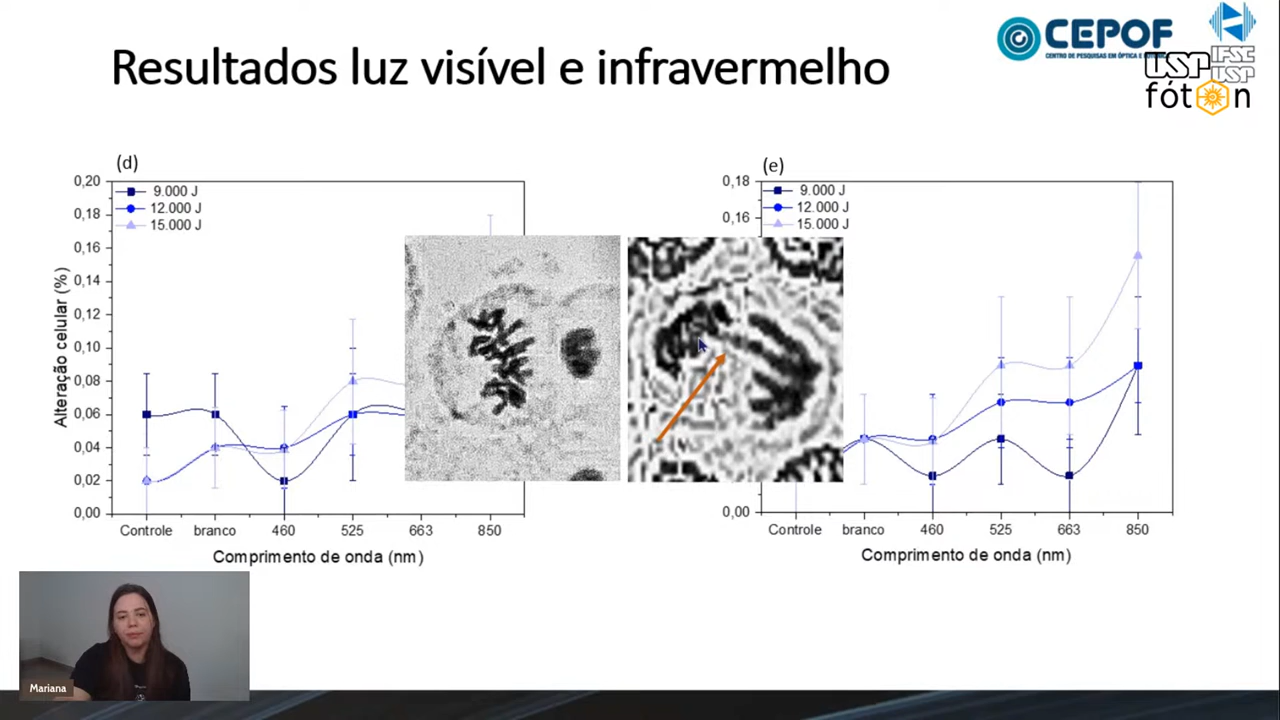 Resultados luz visível e infravermelho
CEPOF
CENTRO DE PESQUISAS EM ÓPTICA E
IFSC
USP
USP
fóton
(d)
0,20
0,18
0,16
0,14
0,12
0,10
0,08
0,06
0,04
0,02
0,00
Alteração celular (%)
9.000 J
12.000 J
15.000 J
Controle branco 460 525 663 850
Comprimento de onda (nm)
(e)
0,18
0,16
0,00
9.000 J
12.000 J
15.000 J
Controle branco 460 525 663 850
Comprimento de onda (nm)
Mariana